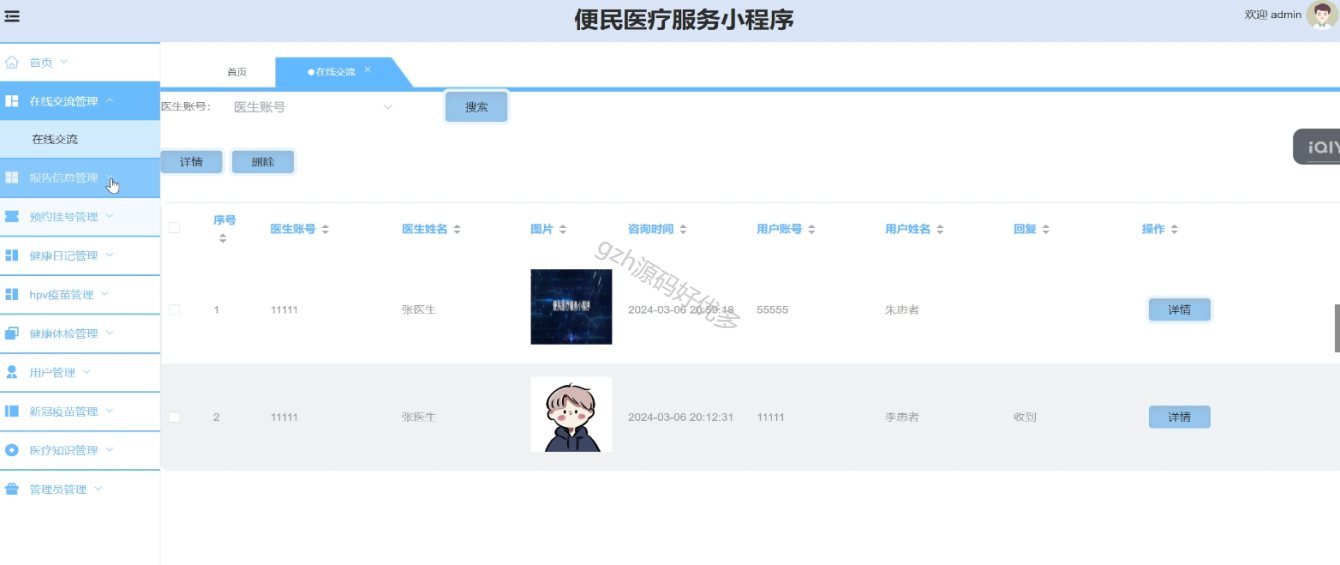 便民医疗服务小程序
欢迎 admin
首页
在线交流管理
在线交流
报告信息管理
预约挂号管理
健康日记管理
hpv疫苗管理
健康体检管理
用户管理
新冠疫苗管理
医疗知识管理
管理员管理
首页 在线交流
医生账号: 医生账号 搜索
详情 删除
序号 医生账号 医生姓名 图片 咨询时间 用户账号 用户姓名 回复 操作
1 11111 张医生 便民医疗服务小程序 2024-03-06 20:59:18 55555 朱患者 详情
2 11111 张医生 2024-03-06 20:12:31 11111 李患者 收到 详情
gzh源码好优多